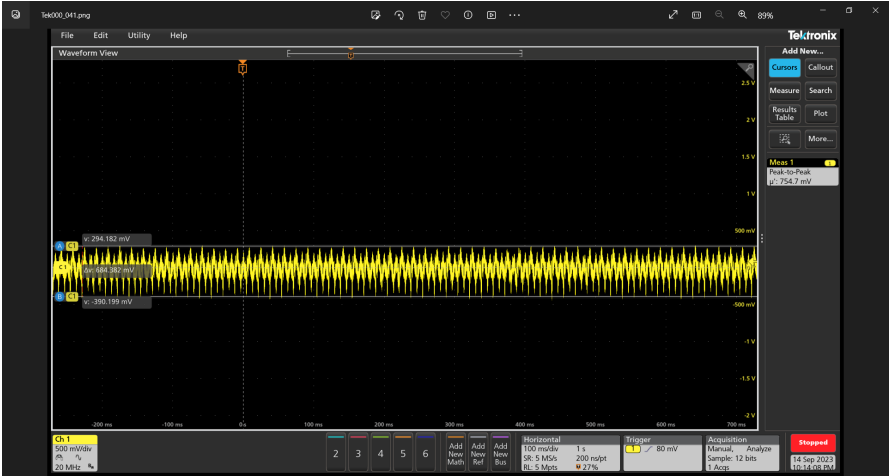 Tek000_041.png
89%
File Edit Utility Help
Tektronix
Waveform View
Add New...
Cursors Callout
Measure Search
Results Table Plot
More...
Meas 1 1
Peak-to-Peak
µ': 754.7 mV
T
2.5 V
2 V
1.5 V
1 V
500 mV
v: 294.182 mV
A C1
C1 Δv: 684.382 mV
B C1
v: -390.199 mV
-500 mV
-1 V
-1.5 V
-2 V
-200 ms -100 ms 0 s 100 ms 200 ms 300 ms 400 ms 500 ms 600 ms 700 ms
Ch 1
500 mV/div
20 MHz
2 3 4 5 6
Add New Math
Add New Ref
Add New Bus
Horizontal
100 ms/div 1 s
SR: 5 MS/s 200 ns/pt
RL: 5 Mpts 27%
Trigger
1 80 mV
Acquisition
Manual, Analyze
Sample: 12 bits
1 Acqs
Stopped
14 Sep 2023
10:14:08 PM